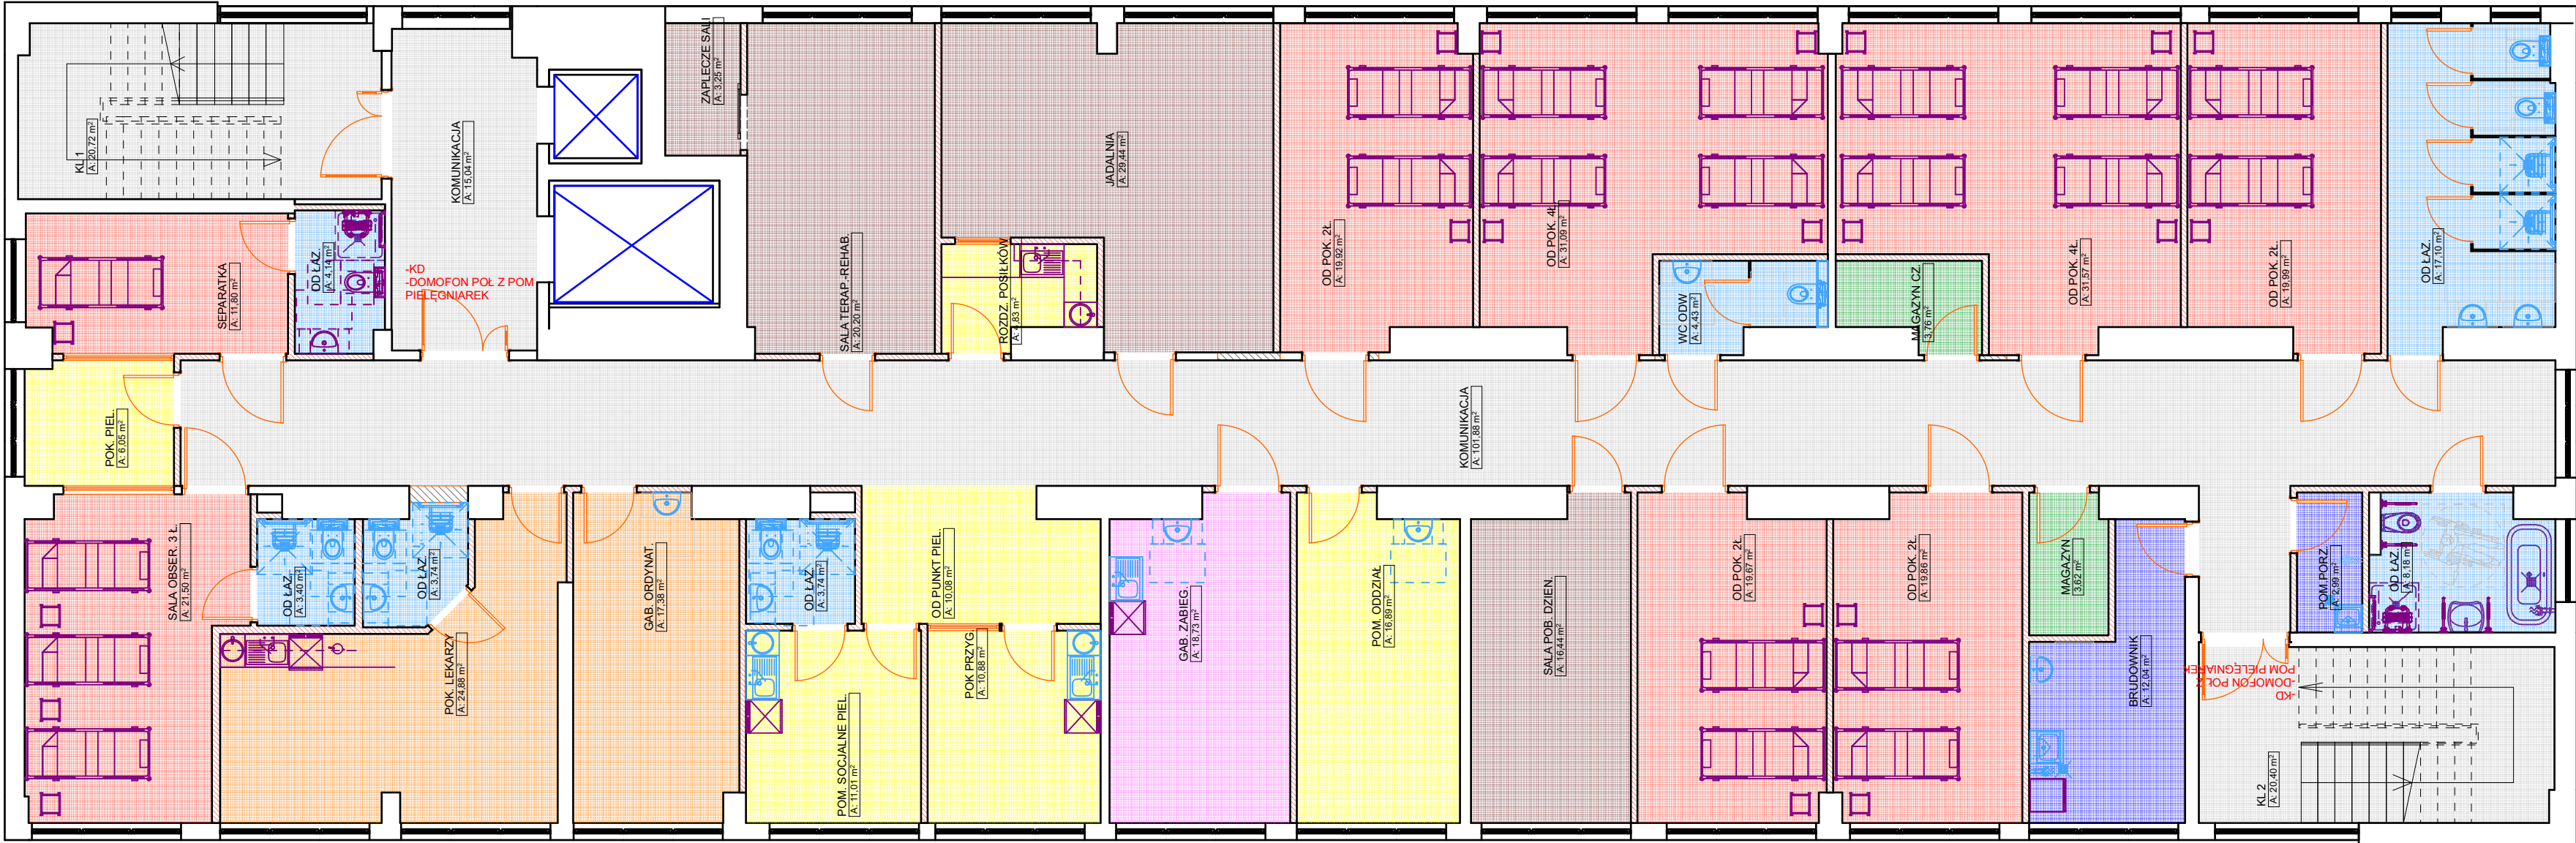 KL 1
A: 20,72 m²
KOMUNIKACJA
A: 15,04 m²
ZAPLECZE SALI
A: 3,25 m²
SALA TERAP.-REHAB.
A: 20,20 m²
JADALNIA
A: 29,44 m²
ROZDZ. POSIŁKÓW
A: 4,83 m²
OD POK. 2Ł.
A: 19,92 m²
OD POK. 4Ł.
A: 31,09 m²
WC ODW
A: 4,43 m²
MAGAZYN CZ.
3,76 m²
OD POK. 4Ł.
A: 31,57 m²
OD POK. 2Ł.
A: 19,99 m²
OD ŁAZ.
A: 17,10 m²
SEPARATKA
A: 11,80 m²
OD ŁAZ.
A: 4,14 m²
-KD
-DOMOFON POŁ Z POM
PIELĘGNIAREK
POK. PIEL.
A: 6,05 m²
KOMUNIKACJA
A: 101,88 m²
SALA OBSER. 3 Ł.
A: 21,50 m²
OD ŁAZ.
A: 3,40 m²
OD ŁAZ.
A: 3,74 m²
POK. LEKARZY
A: 24,88 m²
GAB. ORDYNAT.
A: 17,38 m²
OD ŁAZ.
A: 3,74 m²
POM. SOCJALNE PIEL.
A: 11,01 m²
OD PUNKT PIEL.
A: 10,08 m²
POK PRZYG.
A: 10,88 m²
GAB. ZABIEG.
A: 18,73 m²
POM. ODDZIAŁ
A: 16,89 m²
SALA POB. DZIEN.
A: 16,44 m²
OD POK. 2Ł.
A: 19,67 m²
OD POK. 2Ł.
A: 19,86 m²
MAGAZYN
3,62 m²
BRUDOWNIK
A: 12,04 m²
POM.PORZ.
A: 2,99 m²
OD ŁAZ.
A: 8,18 m²
-KD
-DOMOFON POŁ Z
POM PIELĘGNIAREK
KL 2
A: 20,40 m²